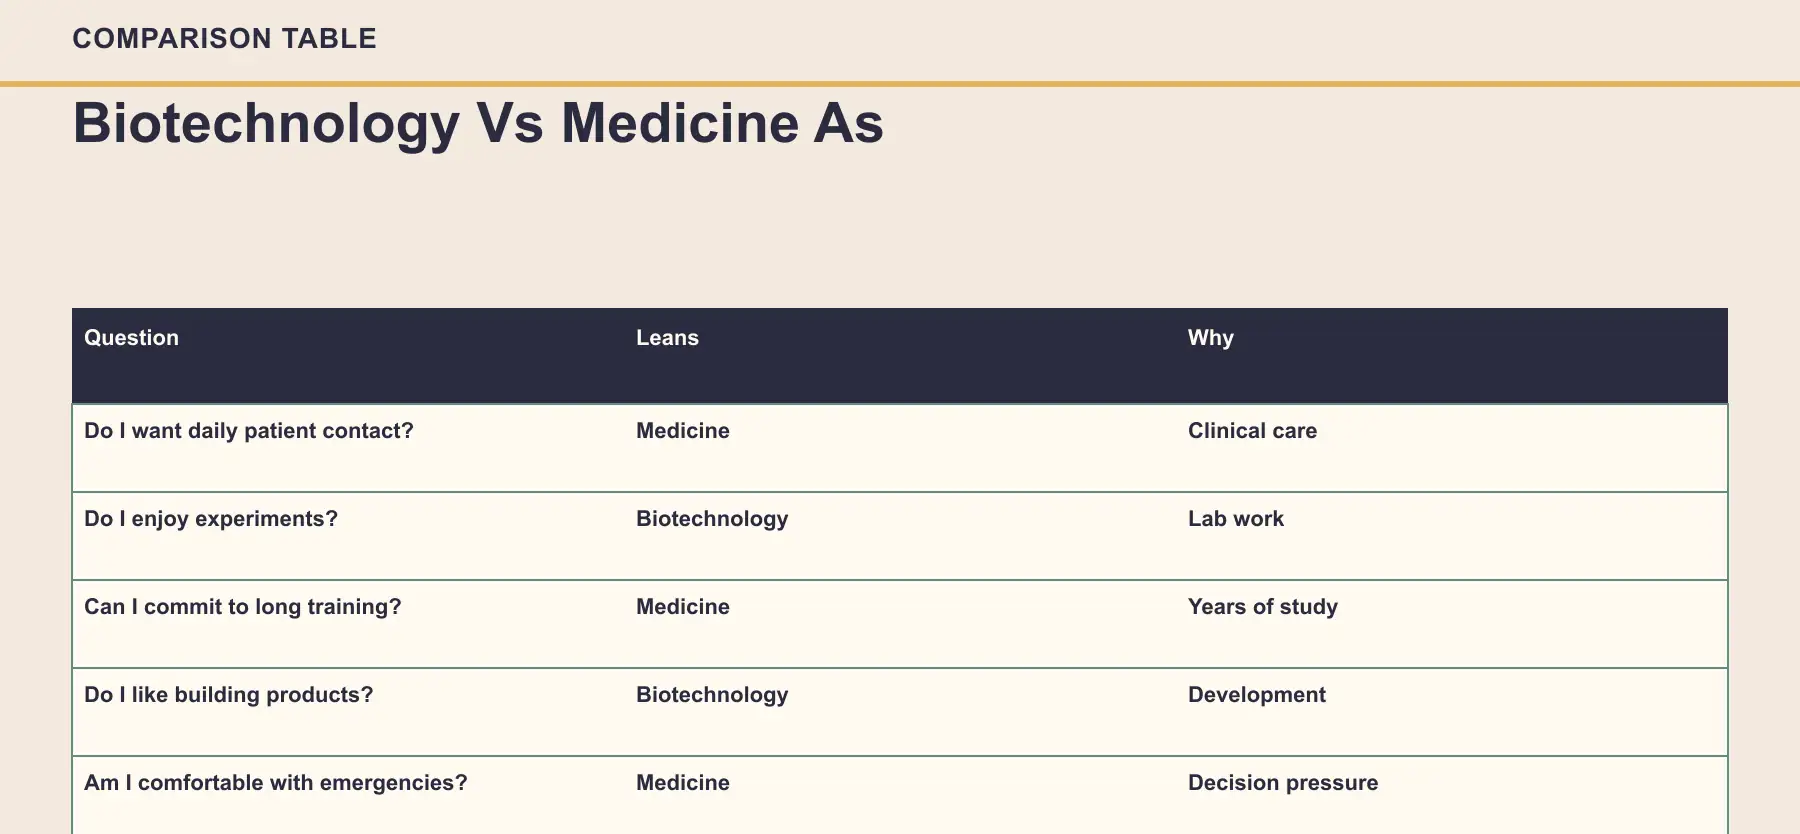 COMPARISON TABLE
Biotechnology Vs Medicine As
Question Leans Why
Do I want daily patient contact? Medicine Clinical care
Do I enjoy experiments? Biotechnology Lab work
Can I commit to long training? Medicine Years of study
Do I like building products? Biotechnology Development
Am I comfortable with emergencies? Medicine Decision pressure